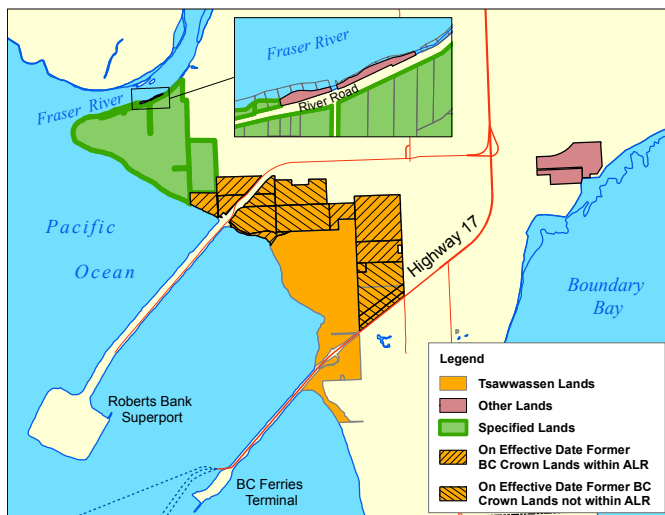 Fraser River
River Road
Fraser River
Pacific
Ocean
Highway 17
Boundary
Bay
Roberts Bank
Superport
BC Ferries
Terminal
Legend
Tsawwassen Lands
Other Lands
Specified Lands
On Effective Date Former
BC Crown Lands within ALR
On Effective Date Former BC
Crown Lands not within ALR